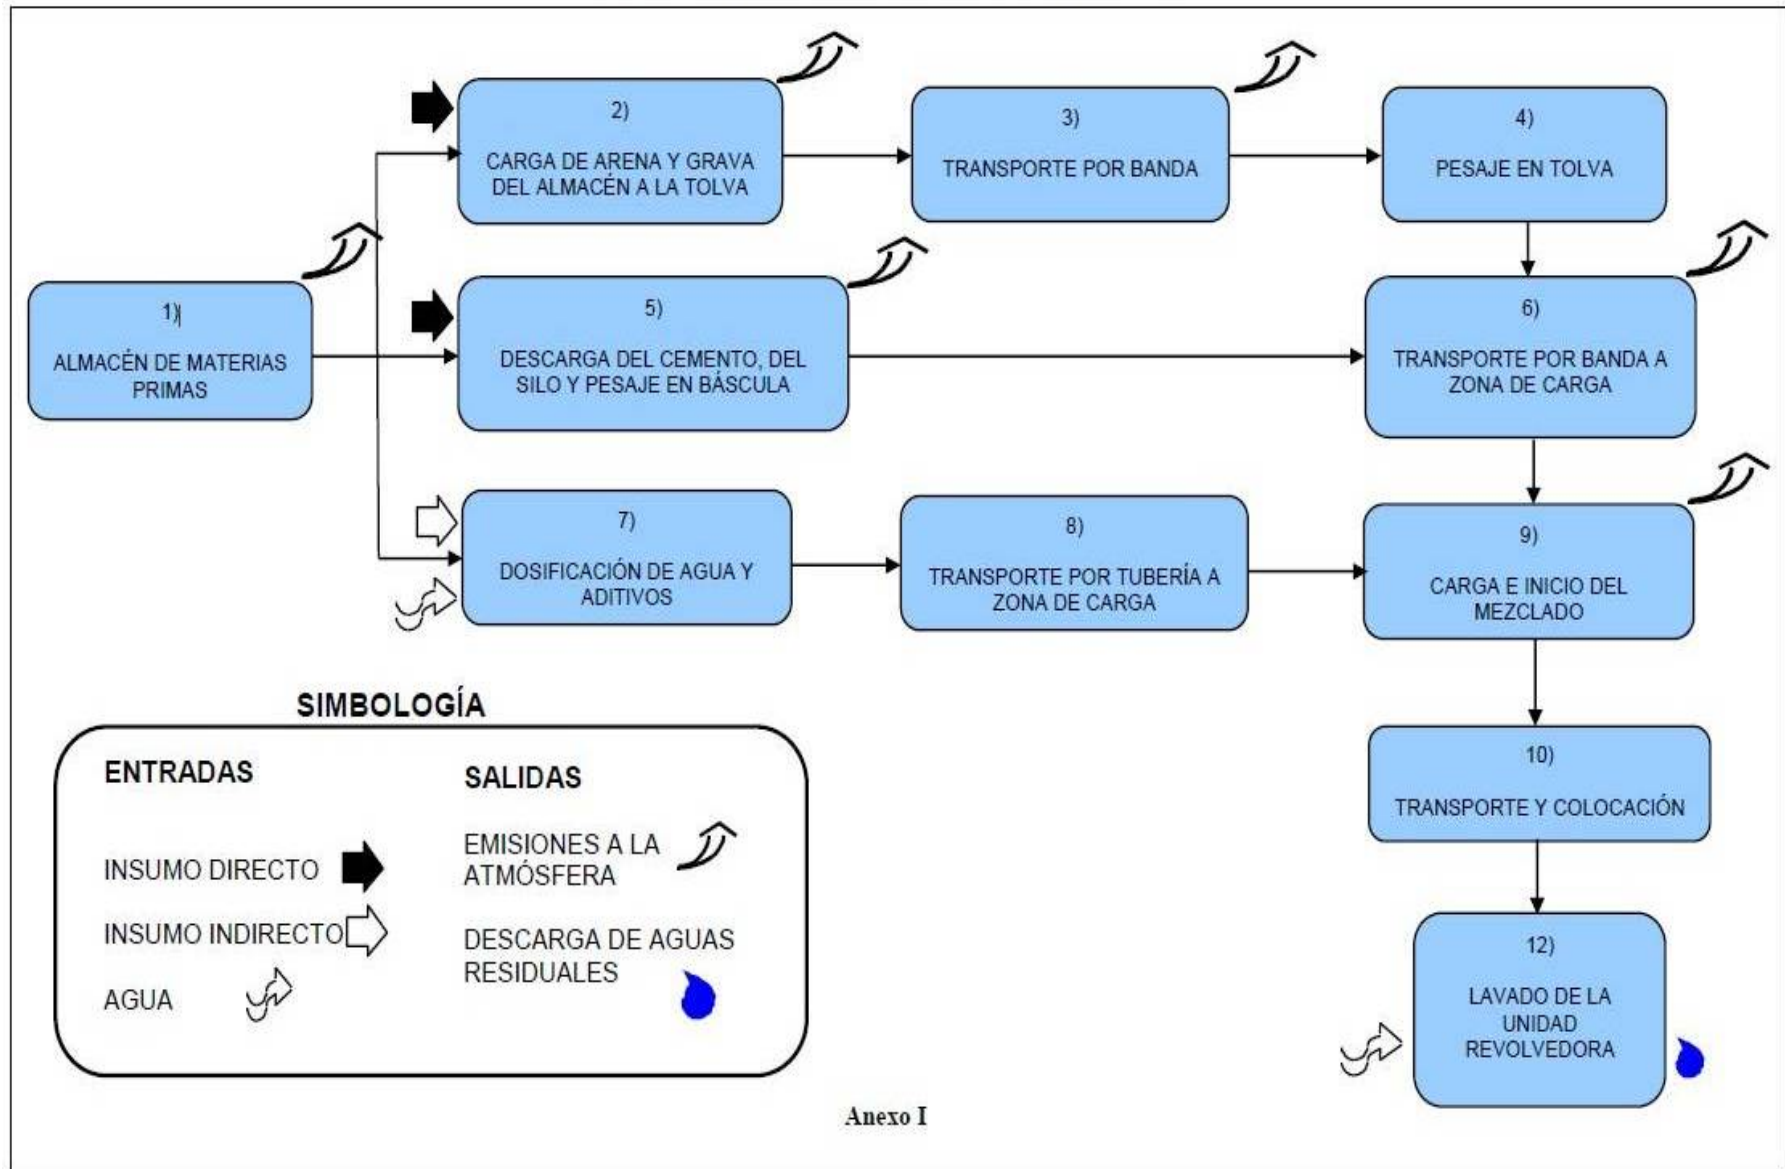 2)
CARGA DE ARENA Y GRAVA
DEL ALMACÉN A LA TOLVA
3)
TRANSPORTE POR BANDA
4)
PESAJE EN TOLVA
1)
ALMACÉN DE MATERIAS
PRIMAS
5)
DESCARGA DEL CEMENTO, DEL
SILO Y PESAJE EN BÁSCULA
6)
TRANSPORTE POR BANDA A
ZONA DE CARGA
7)
DOSIFICACIÓN DE AGUA Y
ADITIVOS
8)
TRANSPORTE POR TUBERÍA A
ZONA DE CARGA
9)
CARGA E INICIO DEL
MEZCLADO
10)
TRANSPORTE Y COLOCACIÓN
12)
LAVADO DE LA
UNIDAD
REVOLVEDORA
SIMBOLOGÍA
ENTRADAS
INSUMO DIRECTO
INSUMO INDIRECTO
AGUA
SALIDAS
EMISIONES A LA
ATMÓSFERA
DESCARGA DE AGUAS
RESIDUALES
Anexo I